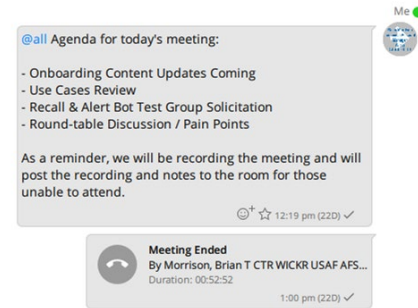 Me
@all Agenda for today's meeting:
- Onboarding Content Updates Coming
- Use Cases Review
- Recall & Alert Bot Test Group Solicitation
- Round-table Discussion / Pain Points
As a reminder, we will be recording the meeting and will
post the recording and notes to the room for those
unable to attend.
12:19 pm (22D)
Meeting Ended
By Morrison, Brian T CTR WICKR USAF AFS...
Duration: 00:52:52
1:00 pm (22D)